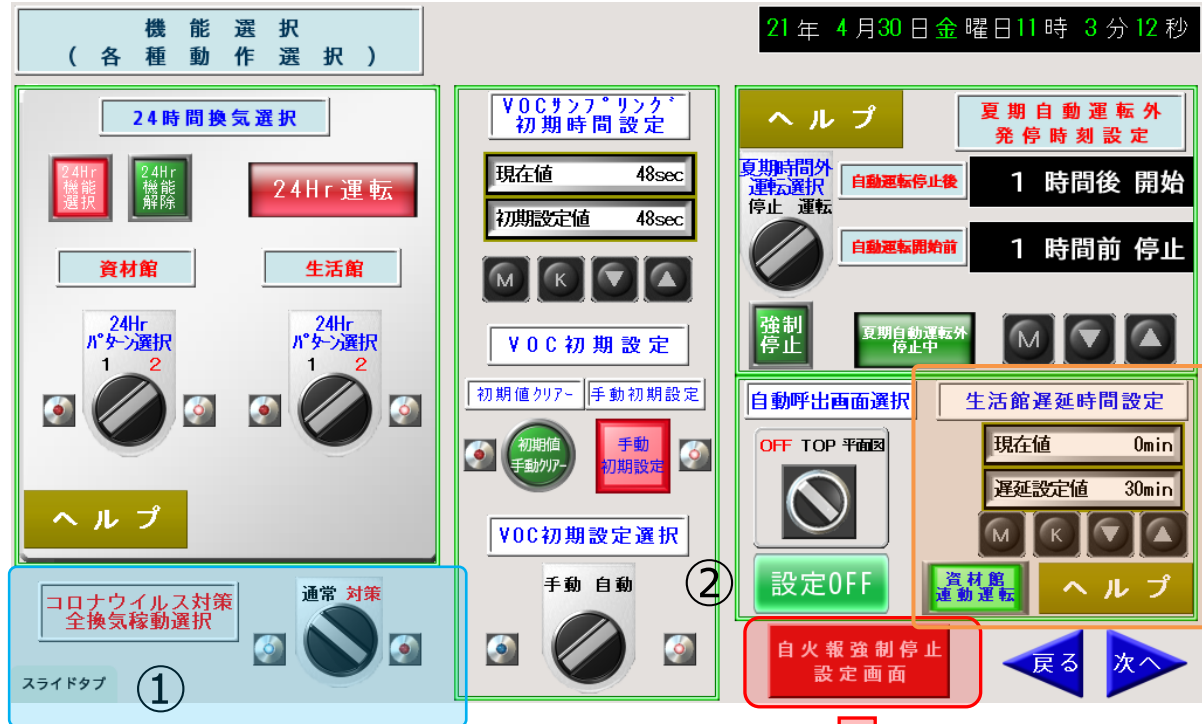 機 能 選 択
( 各 種 動 作 選 択 )
21年 4月30日金曜日11時 3分12秒
24時間換気選択
24Hr
機能
選択
24Hr
機能
解除
24Hr運転
資材館
生活館
24Hr
パターン選択
1 2
24Hr
パターン選択
1 2
ヘルプ
コロナウイルス対策
全換気稼動選択
通常 対策
スライドタブ
①
VOCサンプリング
初期時間設定
現在値 48sec
初期設定値 48sec
M K ▼ ▲
VOC初期設定
初期値クリアー
手動初期設定
初期値
手動クリアー
手動
初期設定
VOC初期設定選択
手動 自動
②
ヘルプ
夏期自動運転外
発停時刻設定
夏期時間外
運転選択
停止 運転
自動運転停止後
1 時間後 開始
自動運転開始前
1 時間前 停止
強制
停止
夏期自動運転外
停止中
M ▼ ▲
自動呼出画面選択
OFF TOP 平面図
設定OFF
生活館遅延時間設定
現在値 0min
遅延設定値 30min
M K ▼ ▲
資材館
連動運転
ヘルプ
自火報強制停止
設定画面
戻る
次へ